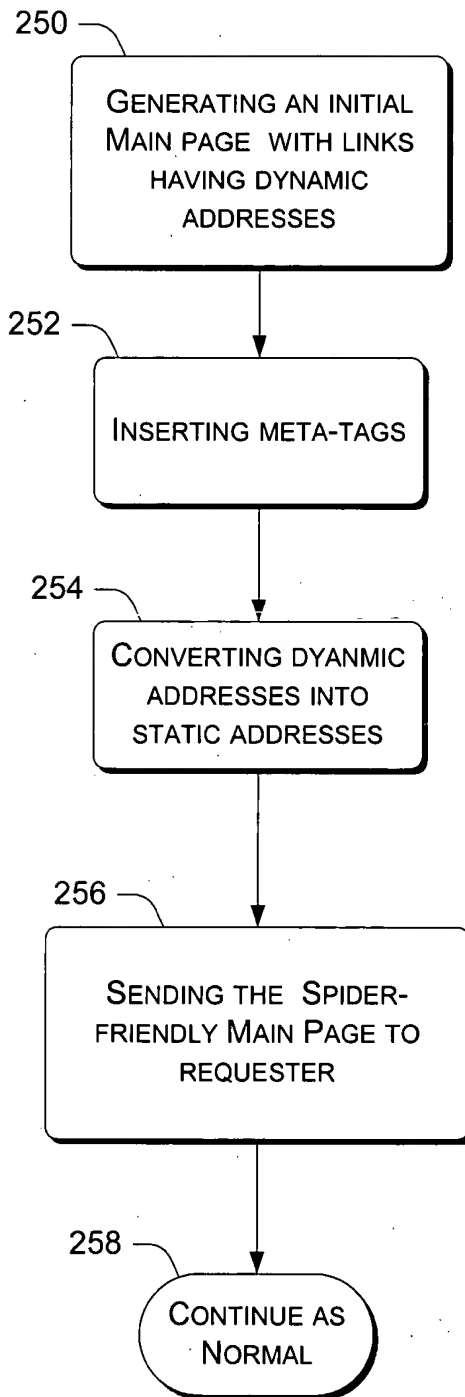 250
GENERATING AN INITIAL
MAIN PAGE WITH LINKS
HAVING DYNAMIC
ADDRESSES
252
INSERTING META-TAGS
254
CONVERTING DYANMIC
ADDRESSES INTO
STATIC ADDRESSES
256
SENDING THE SPIDER-
FRIENDLY MAIN PAGE TO
REQUESTER
258
CONTINUE AS
NORMAL